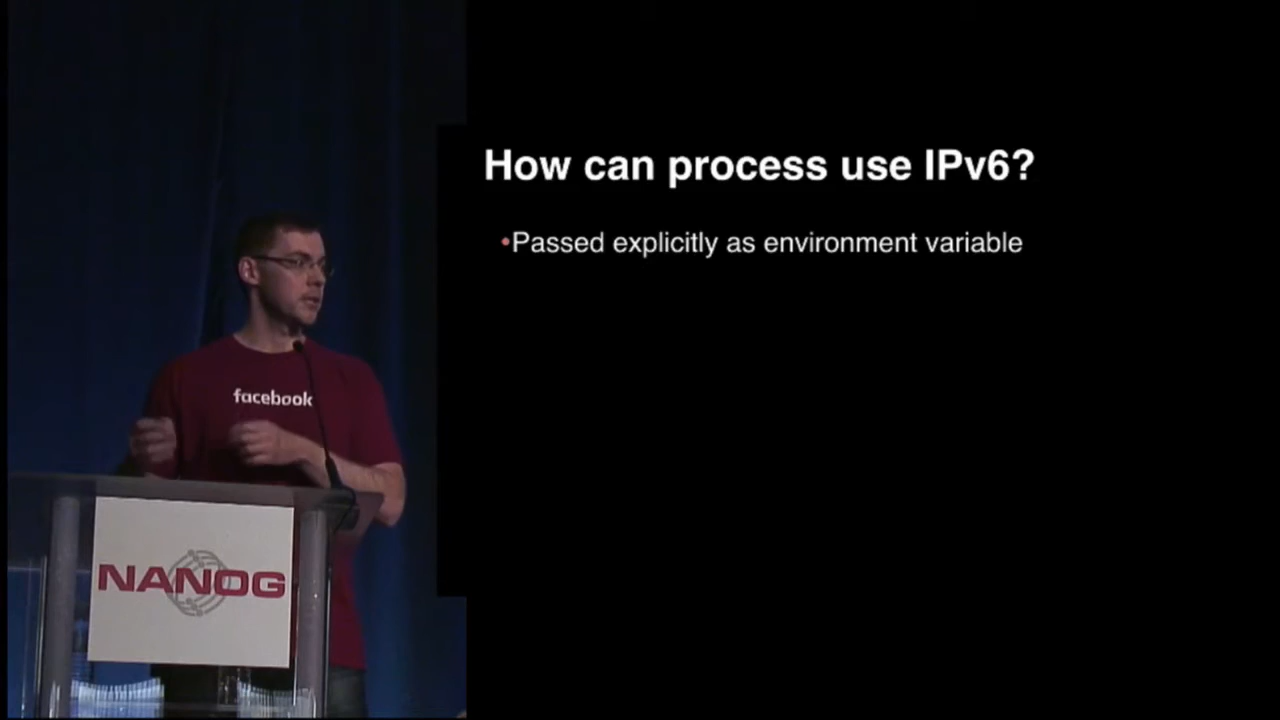 How can process use IPv6?
•Passed explicitly as environment variable
facebook
NANOG